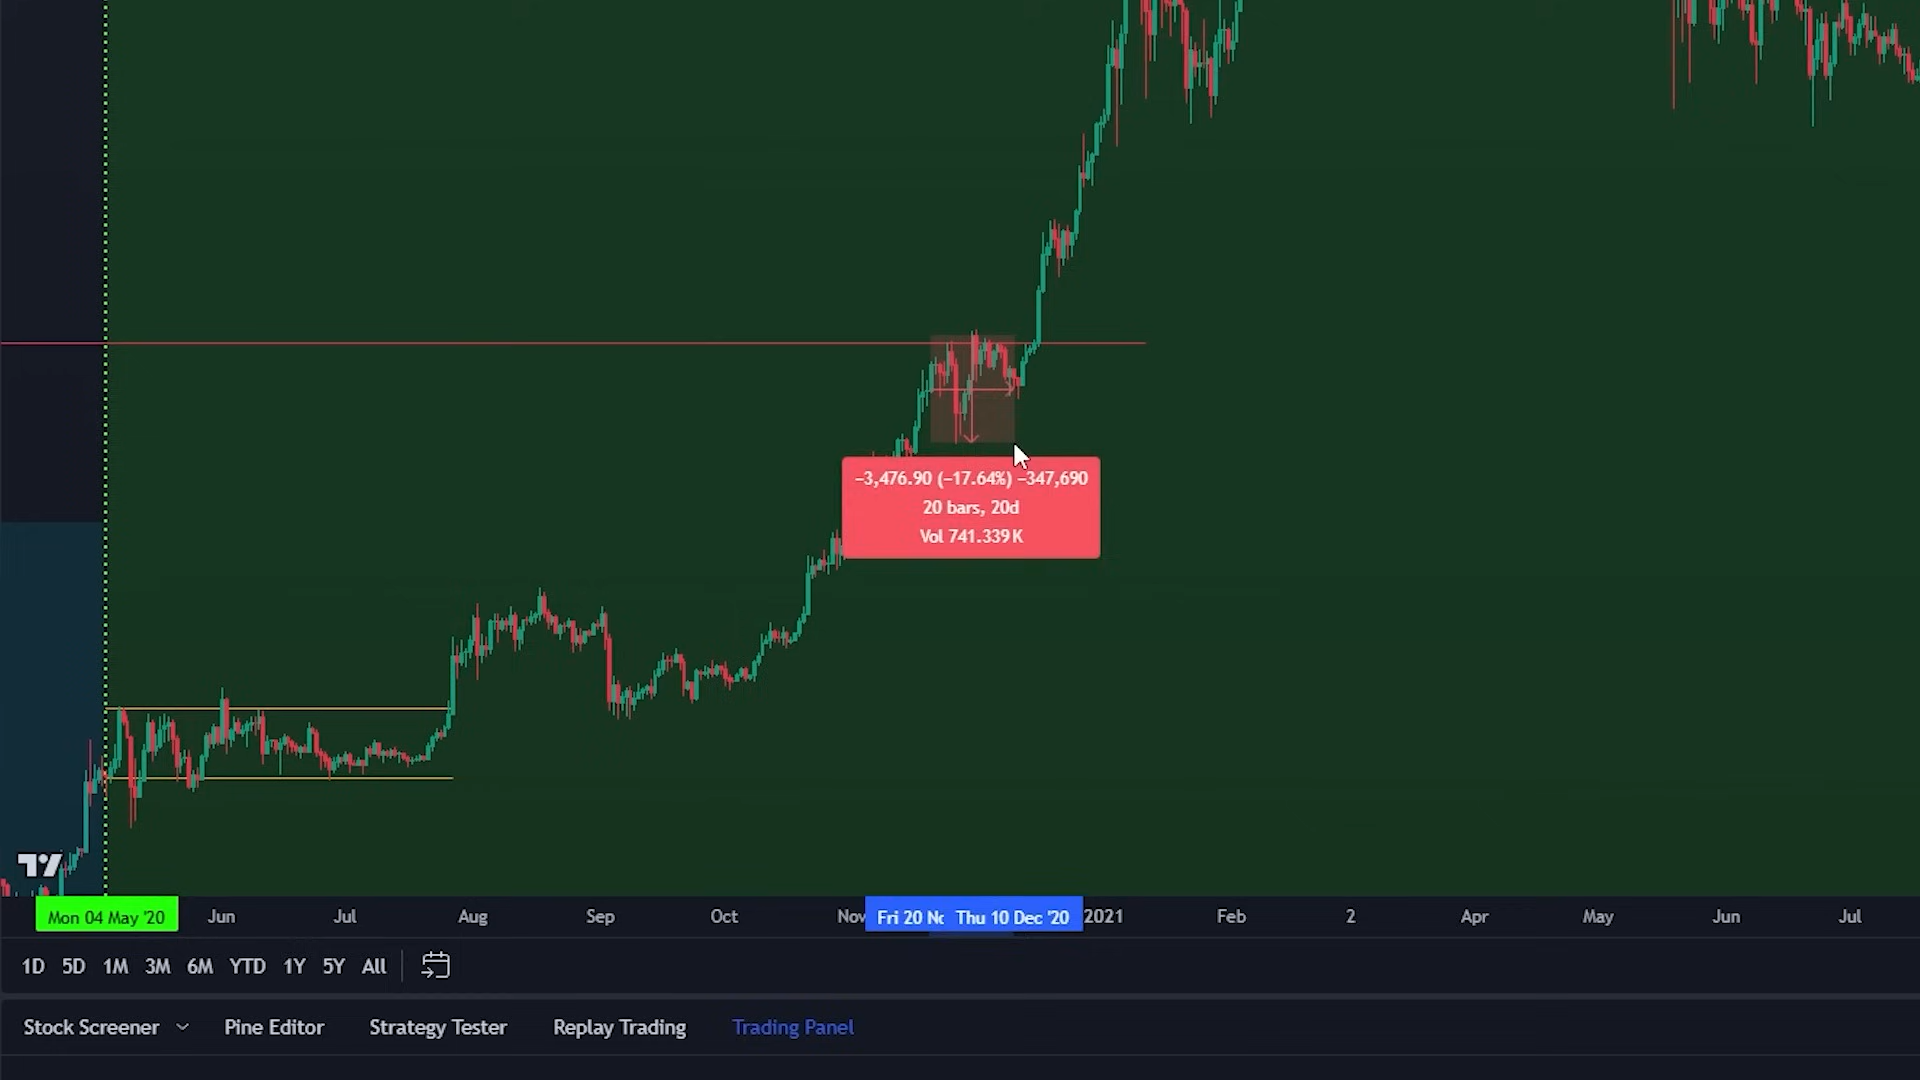 −3,476.90 (−17.64%) −347,690
20 bars, 20d
Vol 741.339 K
Mon 04 May '20 Jun Jul Aug Sep Oct Nov Fri 20 Nc Thu 10 Dec '20 2021 Feb 2 Apr May Jun Jul
1D 5D 1M 3M 6M YTD 1Y 5Y All
Stock Screener Pine Editor Strategy Tester Replay Trading Trading Panel